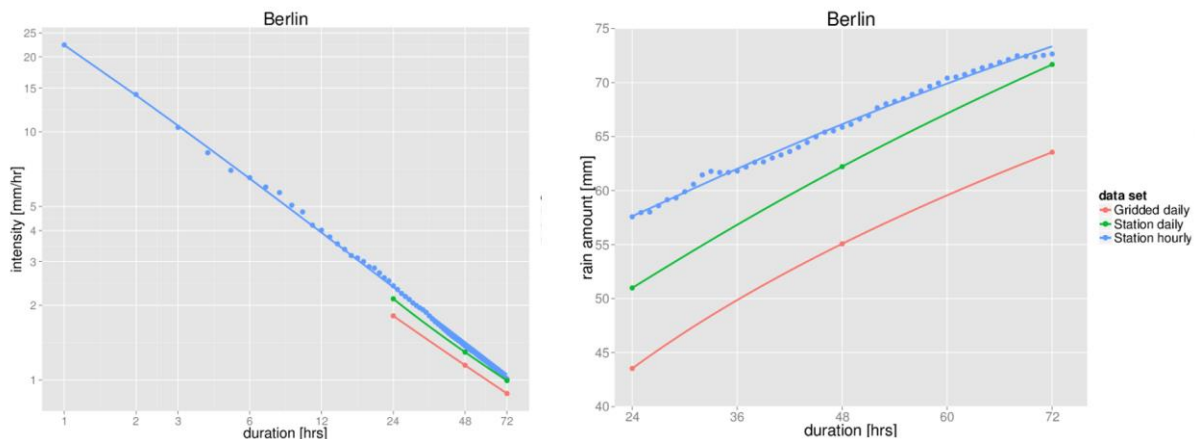 Berlin
25
20
15
10
5
4
3
2
1
intensity [mm/hr]
1 2 3 6 12 24 48 72
duration [hrs]
Berlin
75
70
65
60
55
50
45
40
rain amount [mm]
24 36 48 60 72
duration [hrs]
data set
Gridded daily
Station daily
Station hourly